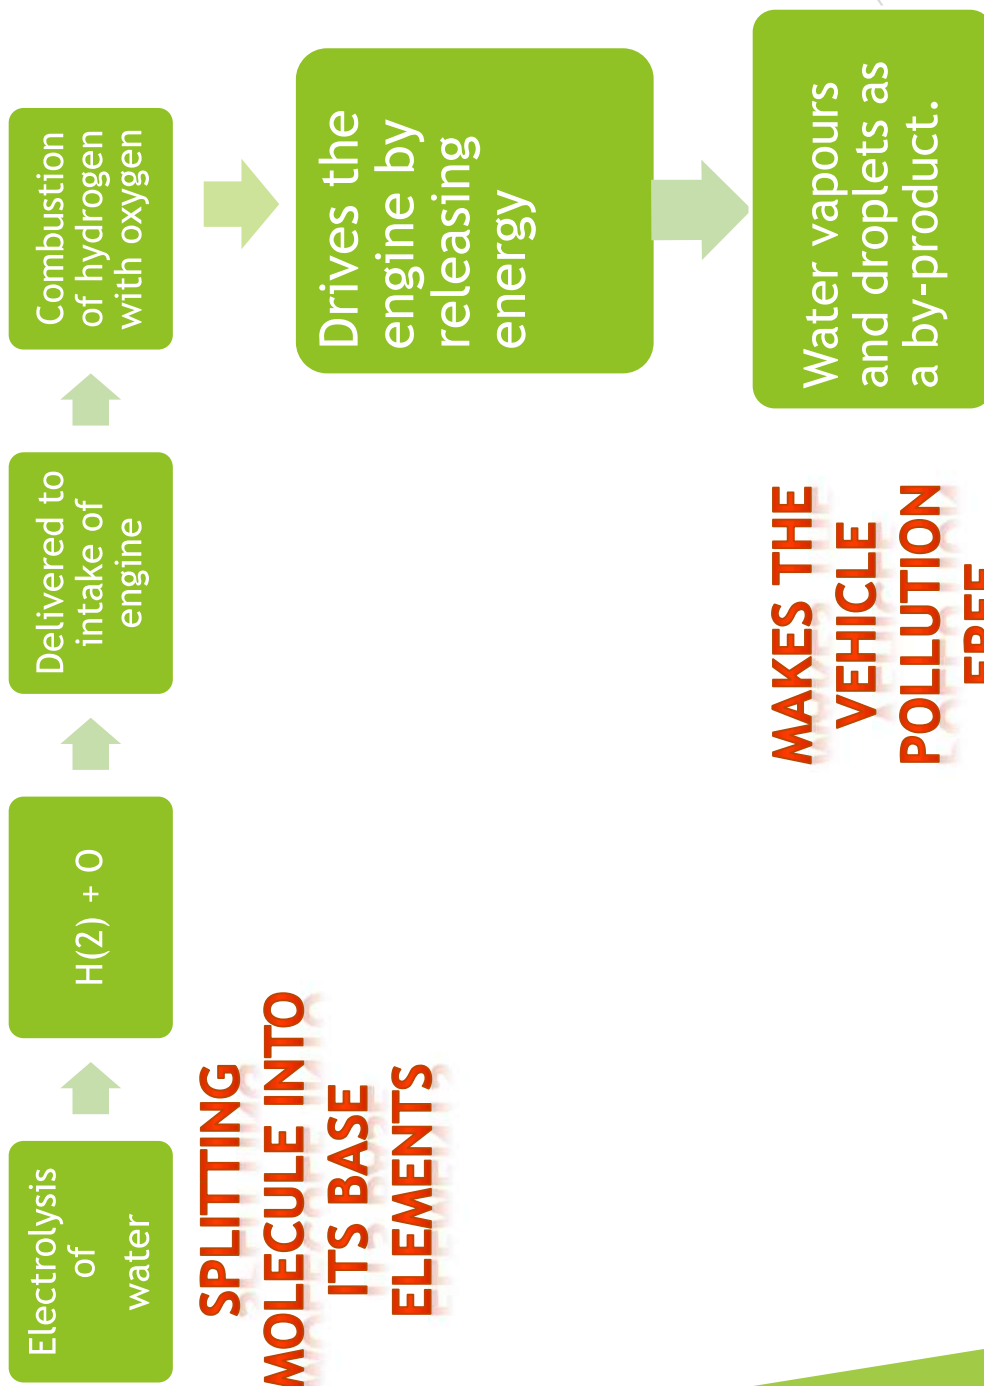 Electrolysis
of
water
H(2) + O
Delivered to
intake of
engine
Combustion
of hydrogen
with oxygen
Drives the
engine by
releasing
energy
Water vapours
and droplets as
a by-product.
SPLITTING
MOLECULE INTO
ITS BASE
ELEMENTS
MAKES THE
VEHICLE
POLLUTION
FREE